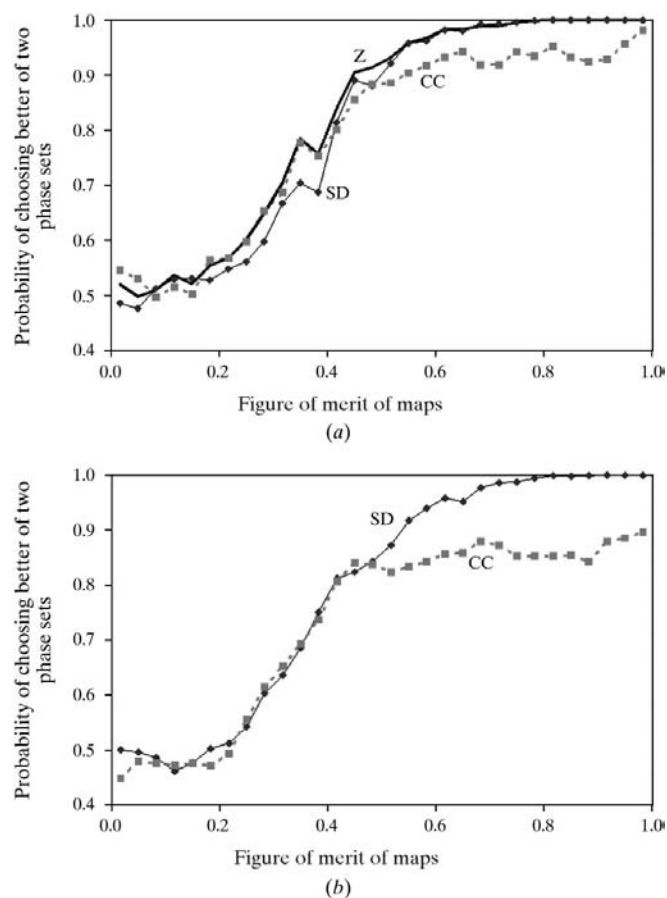 1.0
0.9
0.8
0.7
0.6
0.5
0.4
0.0 0.2 0.4 0.6 0.8 1.0
Probability of choosing better of two
phase sets
Z
CC
SD
Figure of merit of maps
(a)
1.0
0.9
0.8
0.7
0.6
0.5
0.4
0.0 0.2 0.4 0.6 0.8 1.0
Probability of choosing better of two
phase sets
SD
CC
Figure of merit of maps
(b)